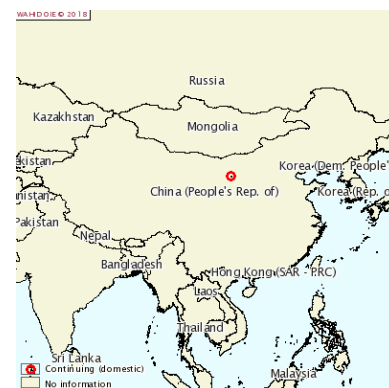 WAHID OIE © 2018
Russia
Kazakhstan
Mongolia
kistan
Korea (Dem. People'
China (People's Rep. of)
Korea (Rep. o
nistan
Pakistan
Nepal
Bangladesh
Hong Kong (SAR - PRC)
Laos
Thailand
Sri Lanka
Malaysia
Continuing (domestic)
No information